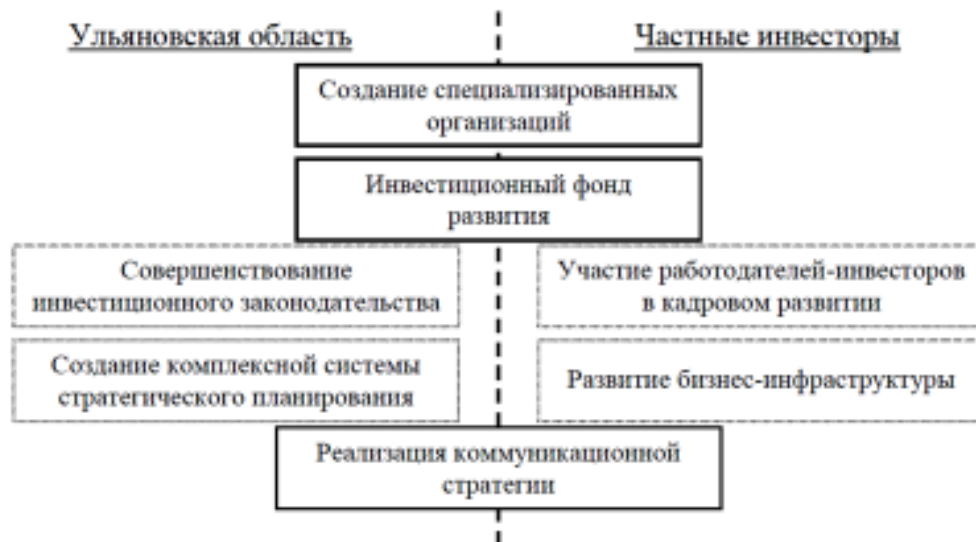 Ульяновская область
Частные инвесторы
Создание специализированных
организаций
Инвестиционный фонд
развития
Совершенствование
инвестиционного законодательства
Участие работодателей-инвесторов
в кадровом развитии
Создание комплексной системы
стратегического планирования
Развитие бизнес-инфраструктуры
Реализация коммуникационной
стратегии